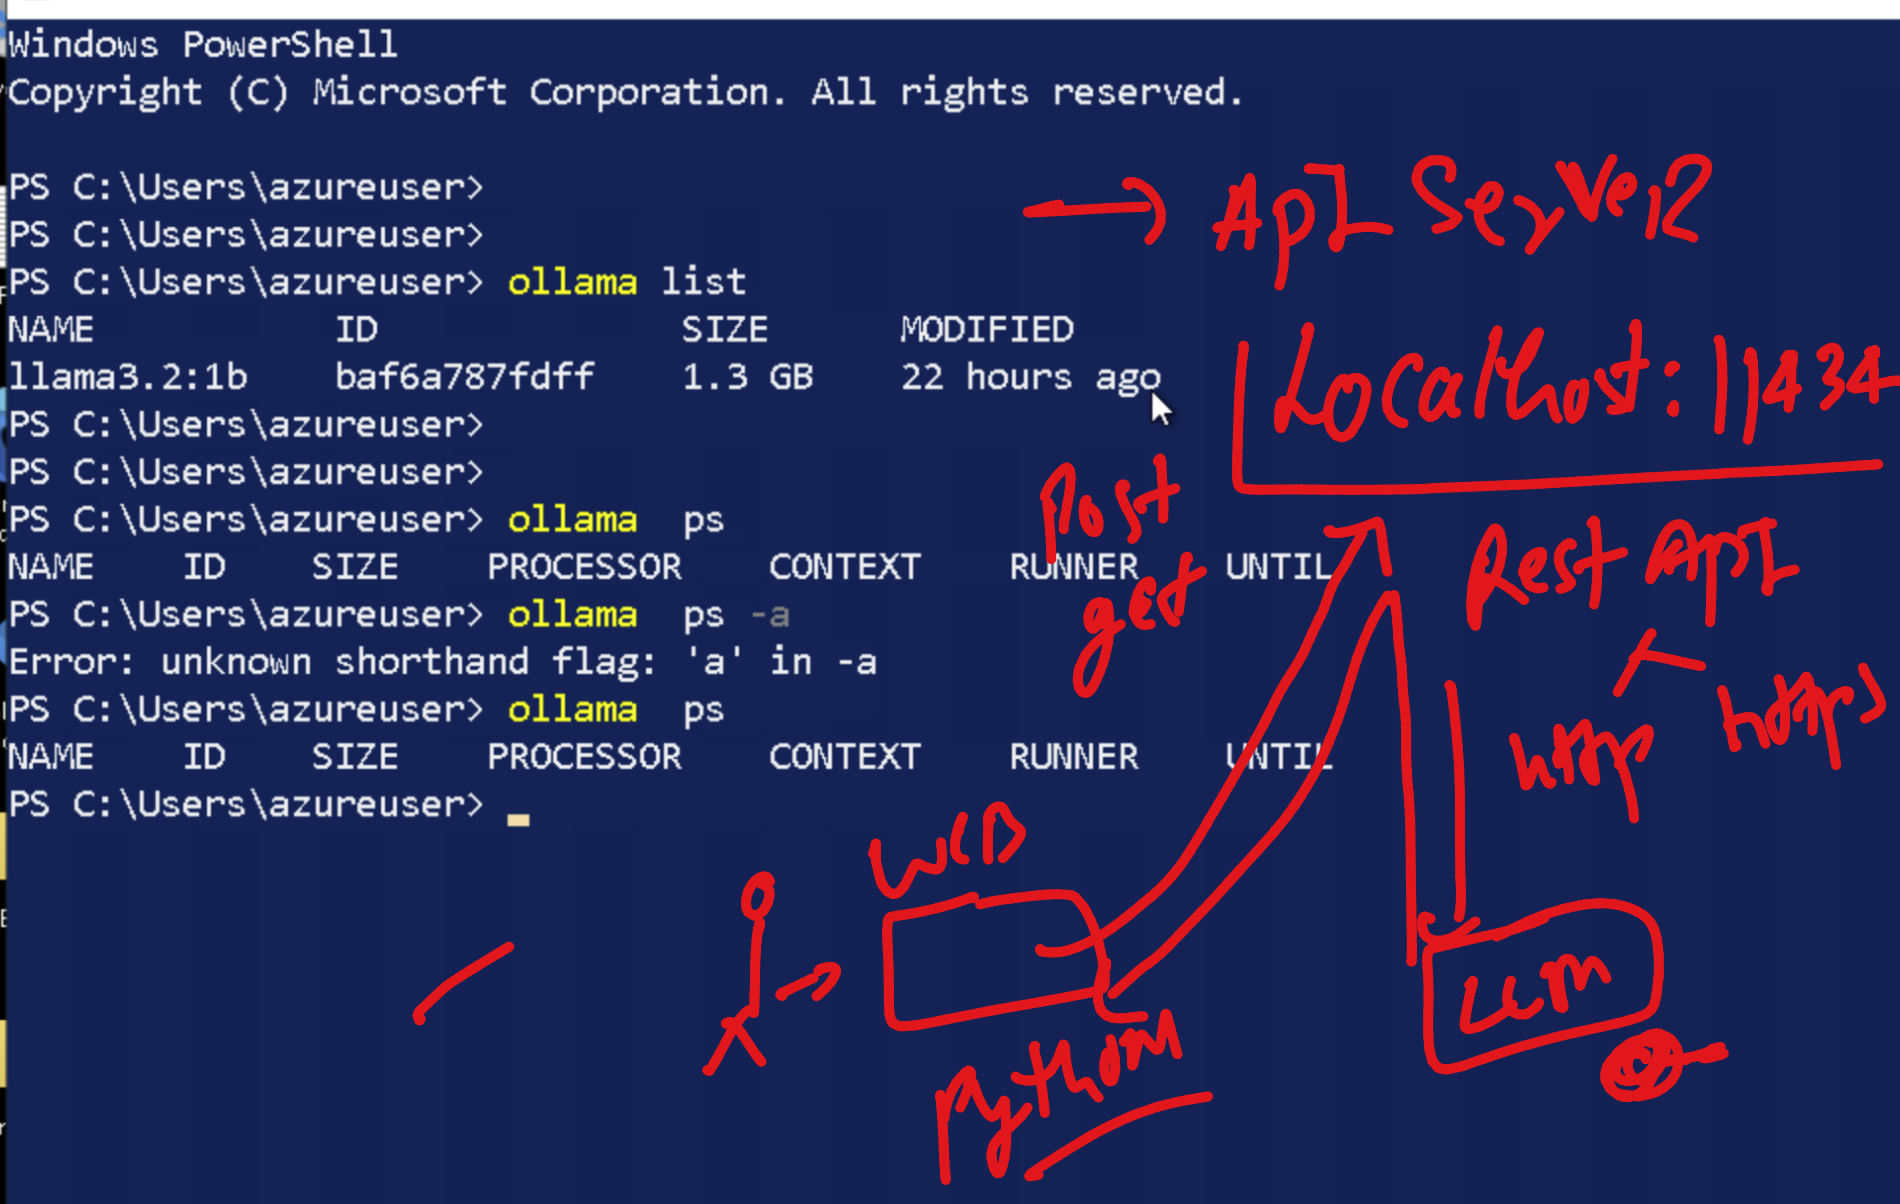 Windows PowerShell
Copyright (C) Microsoft Corporation. All rights reserved.
PS C:\Users\azureuser>
PS C:\Users\azureuser>
PS C:\Users\azureuser> ollama list
NAME ID SIZE MODIFIED
llama3.2:1b baf6a787fdff 1.3 GB 22 hours ago
PS C:\Users\azureuser>
PS C:\Users\azureuser>
PS C:\Users\azureuser> ollama  ps
NAME ID SIZE PROCESSOR CONTEXT RUNNER UNTIL
PS C:\Users\azureuser> ollama  ps -a
Error: unknown shorthand flag: 'a' in -a
PS C:\Users\azureuser> ollama  ps
NAME ID SIZE PROCESSOR CONTEXT RUNNER UNTIL
PS C:\Users\azureuser>
→ ApI SerVeR
Localhost:11434
Post
get
Rest ApI
http https
LLM
Python